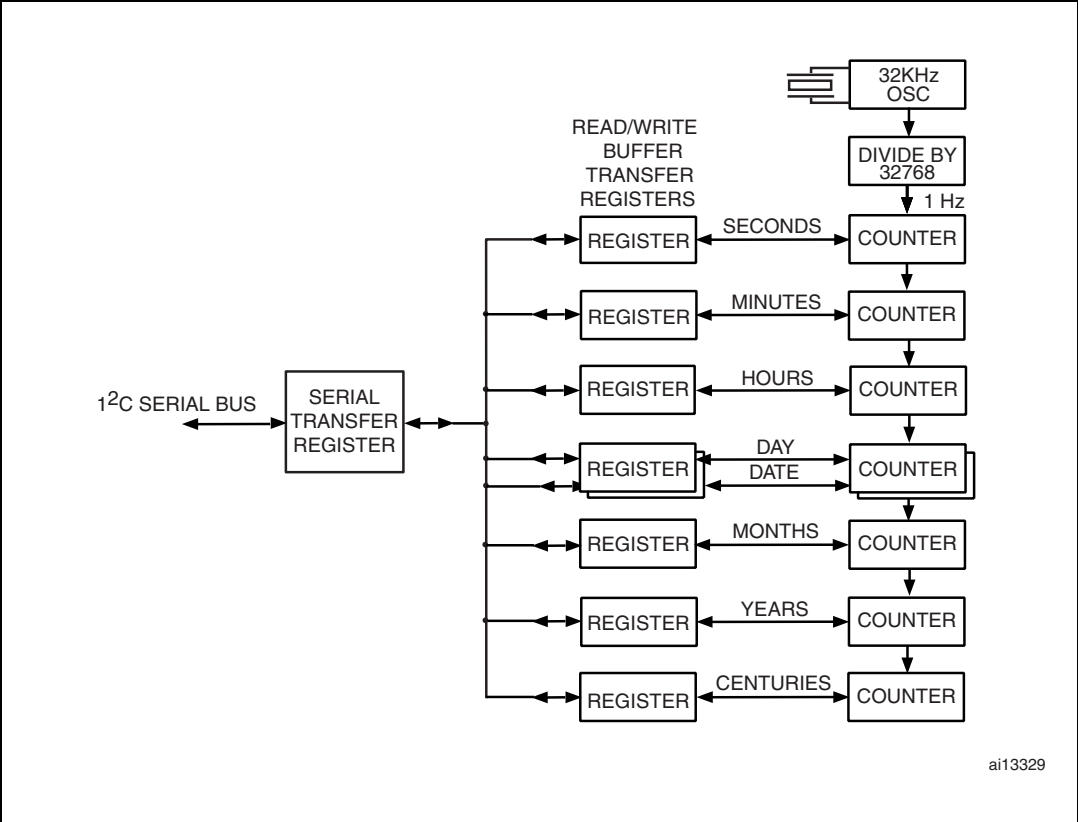 32KHz
OSC
READ/WRITE
BUFFER
TRANSFER
REGISTERS
DIVIDE BY
32768
1 Hz
REGISTER
SECONDS
COUNTER
REGISTER
MINUTES
COUNTER
REGISTER
HOURS
COUNTER
1²C SERIAL BUS
SERIAL
TRANSFER
REGISTER
REGISTER
DAY
DATE
COUNTER
REGISTER
MONTHS
COUNTER
REGISTER
YEARS
COUNTER
REGISTER
CENTURIES
COUNTER
ai13329